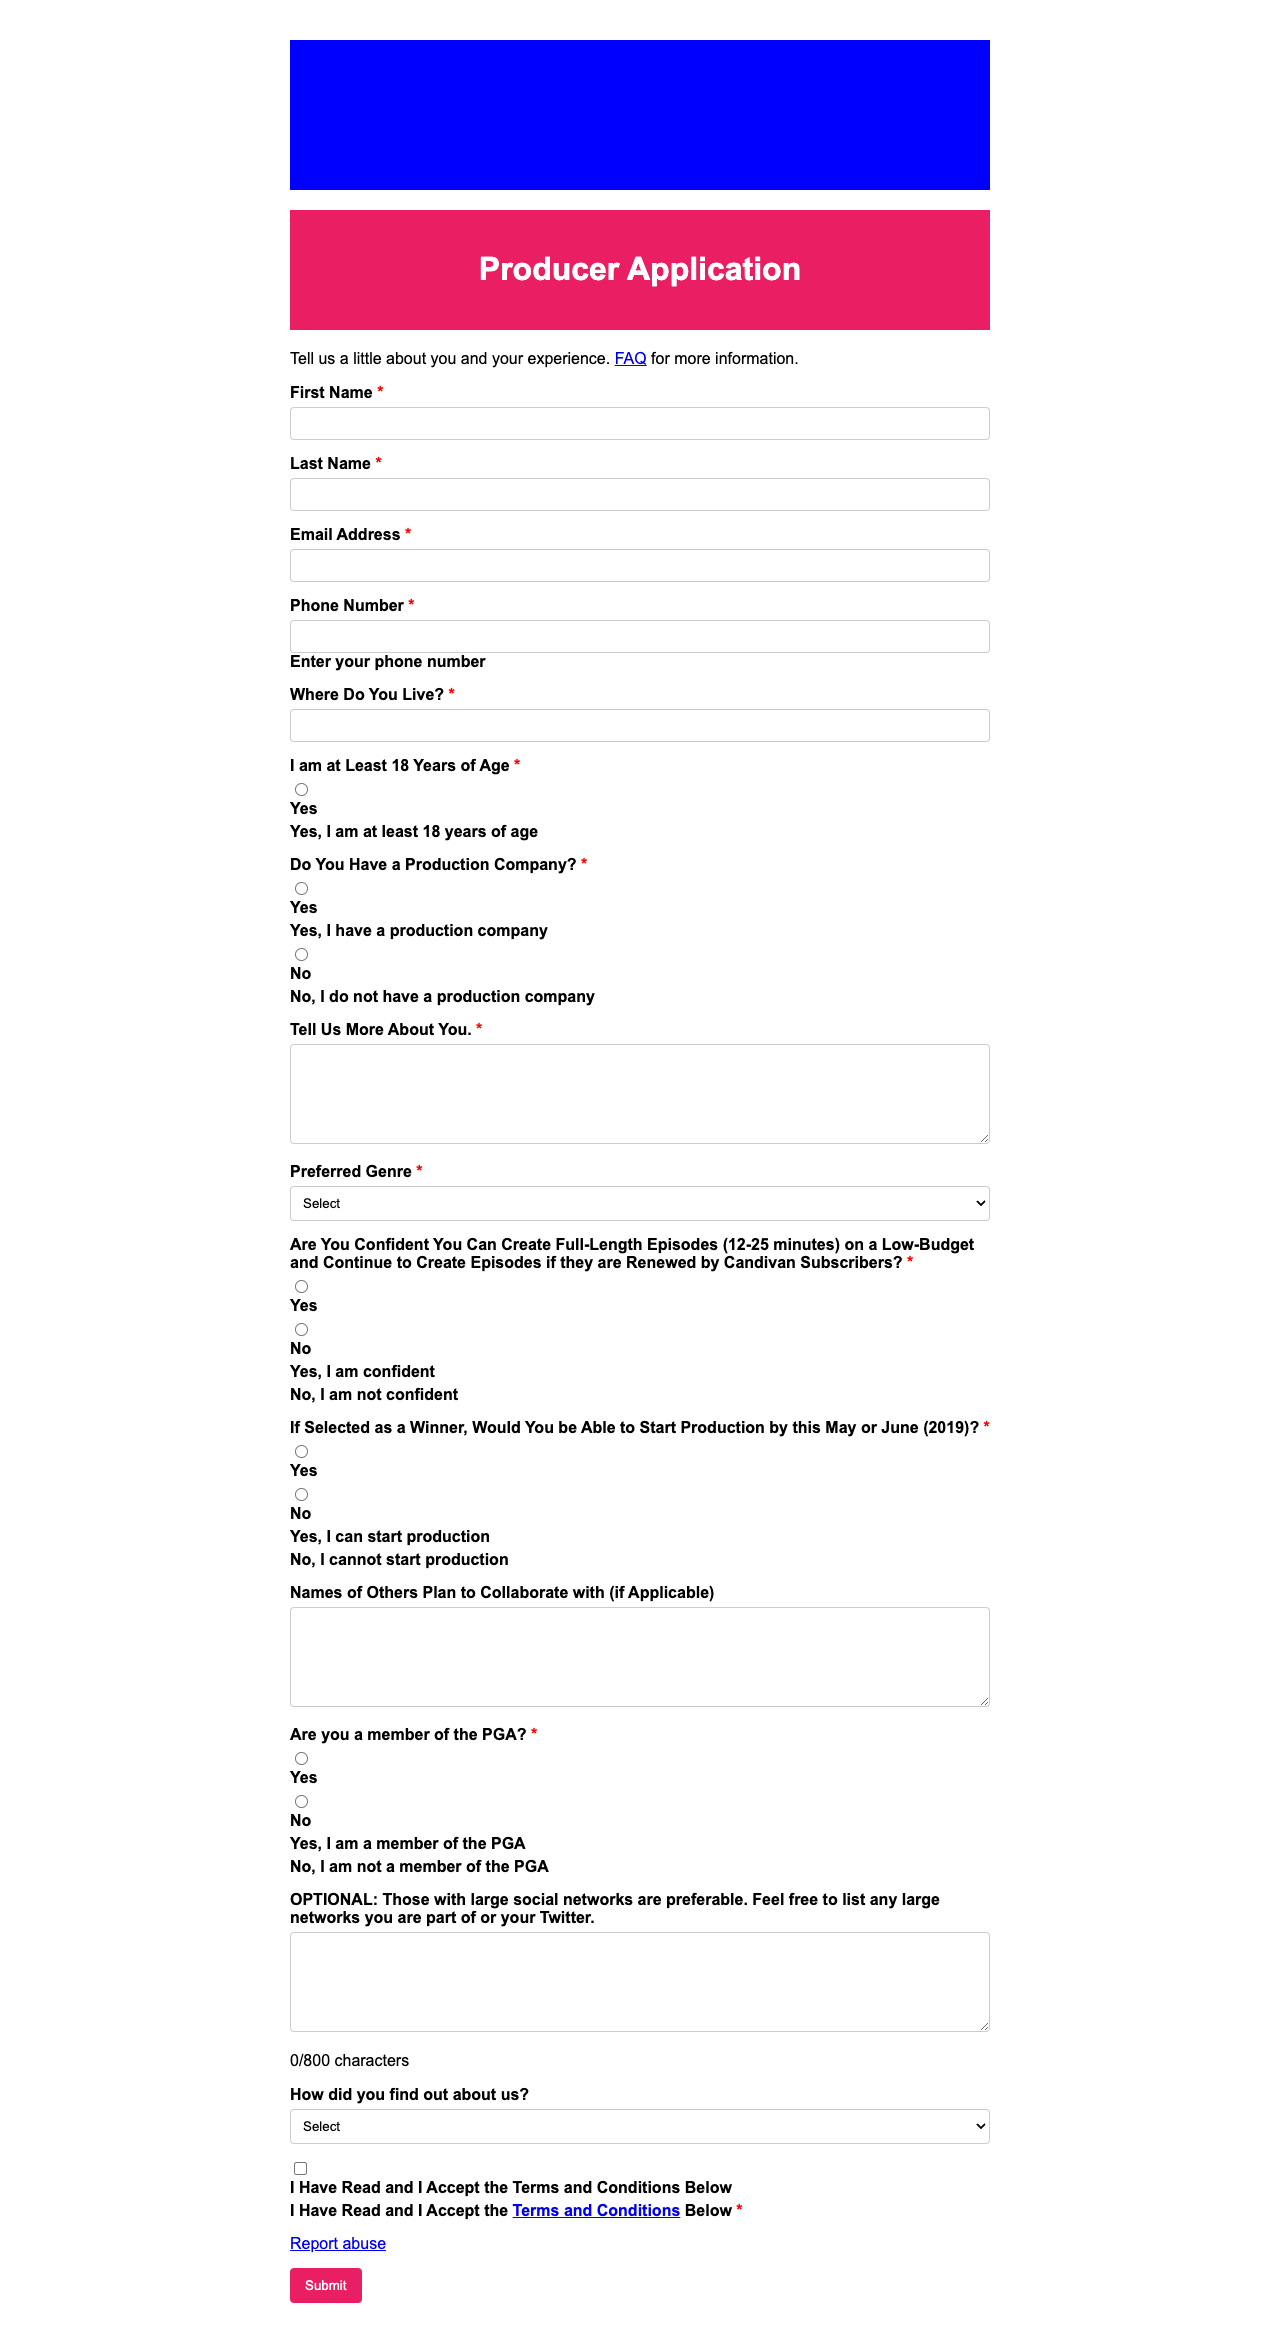 Producer Application
Tell us a little about you and your experience. FAQ for more information.
First Name *
Last Name *
Email Address *
Phone Number *
Enter your phone number
Where Do You Live? *
I am at Least 18 Years of Age *
Yes
Yes, I am at least 18 years of age
Do You Have a Production Company? *
Yes
Yes, I have a production company
No
No, I do not have a production company
Tell Us More About You. *
Preferred Genre *
Select
Are You Confident You Can Create Full-Length Episodes (12-25 minutes) on a Low-Budget
and Continue to Create Episodes if they are Renewed by Candivan Subscribers? *
Yes
No
Yes, I am confident
No, I am not confident
If Selected as a Winner, Would You be Able to Start Production by this May or June (2019)? *
Yes
No
Yes, I can start production
No, I cannot start production
Names of Others Plan to Collaborate with (if Applicable)
Are you a member of the PGA? *
Yes
No
Yes, I am a member of the PGA
No, I am not a member of the PGA
OPTIONAL: Those with large social networks are preferable. Feel free to list any large
networks you are part of or your Twitter.
0/800 characters
How did you find out about us?
Select
I Have Read and I Accept the Terms and Conditions Below
I Have Read and I Accept the Terms and Conditions Below *
Report abuse
Submit